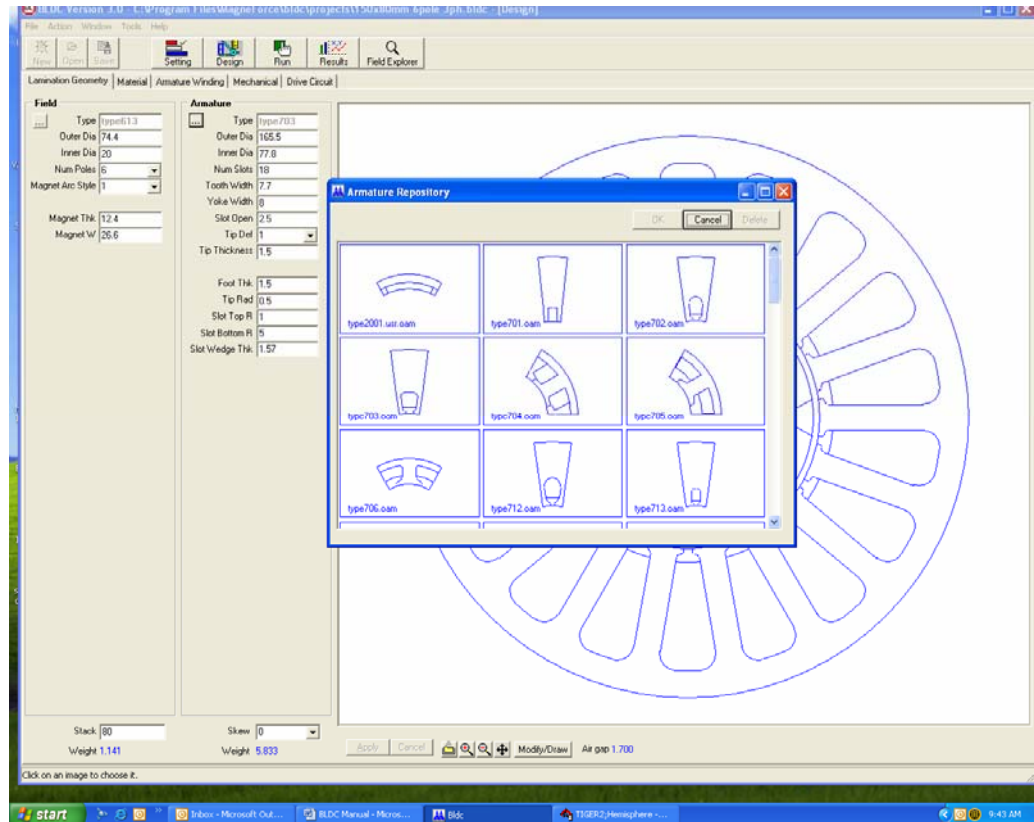 BLDC Version 3.0 - C:\Program Files\MagneForce\bldc\projects\150x80mm 6pole 3ph.bldc - [Design]
File Action Window Tools Help
New Open Save Setting Design Run Results Field Explorer
Lamination Geometry Material Armature Winding Mechanical Drive Circuit
Field
... Type type613
Outer Dia 74.4
Inner Dia 20
Num Poles 6
Magnet Arc Style 1
Magnet Thk 12.4
Magnet W 26.6
Armature
... Type type703
Outer Dia 165.5
Inner Dia 77.8
Num Slots 18
Tooth Width 7.7
Yoke Width 8
Slot Open 2.5
Tip Def 1
Tip Thickness 1.5
Foot Thk 1.5
Tip Rad 0.5
Slot Top R 1
Slot Bottom R 5
Slot Wedge Thk 1.57
Armature Repository
OK Cancel Delete
type2001.usr.oam type701.oam type702.oam
type703.oam type704.oam type705.oam
type706.oam type712.oam type713.oam
Stack 80
Weight 1.141
Skew 0
Weight 5.833
Apply Cancel Modify/Draw Air gap 1.700
Click on an image to choose it.
start Inbox - Microsoft Out... BLDC Manual - Micros... Bldc TIGER2;Hemisphere -... 9:43 AM